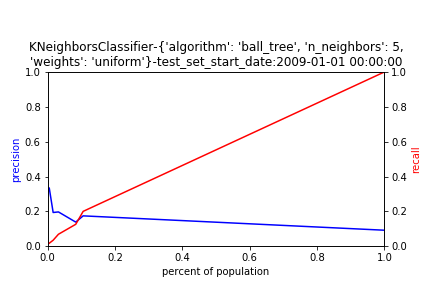 KNeighborsClassifier-{'algorithm': 'ball_tree', 'n_neighbors': 5,
'weights': 'uniform'}-test_set_start_date:2009-01-01 00:00:00
1.0
0.8
0.6
0.4
0.2
0.0
precision
1.0
0.8
0.6
0.4
0.2
0.0
recall
0.0 0.2 0.4 0.6 0.8 1.0
percent of population